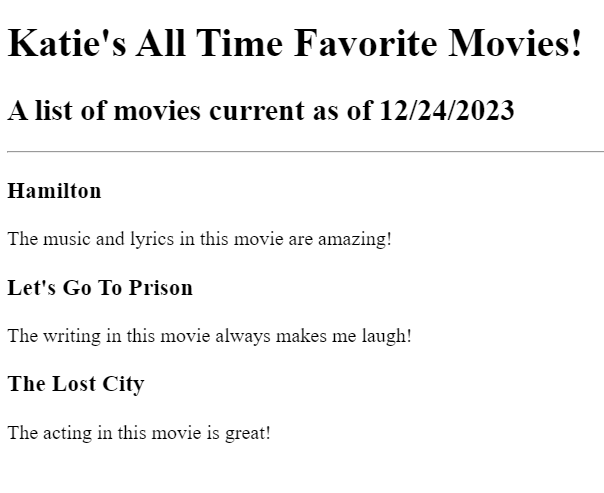 Katie's All Time Favorite Movies!
A list of movies current as of 12/24/2023
Hamilton
The music and lyrics in this movie are amazing!
Let's Go To Prison
The writing in this movie always makes me laugh!
The Lost City
The acting in this movie is great!